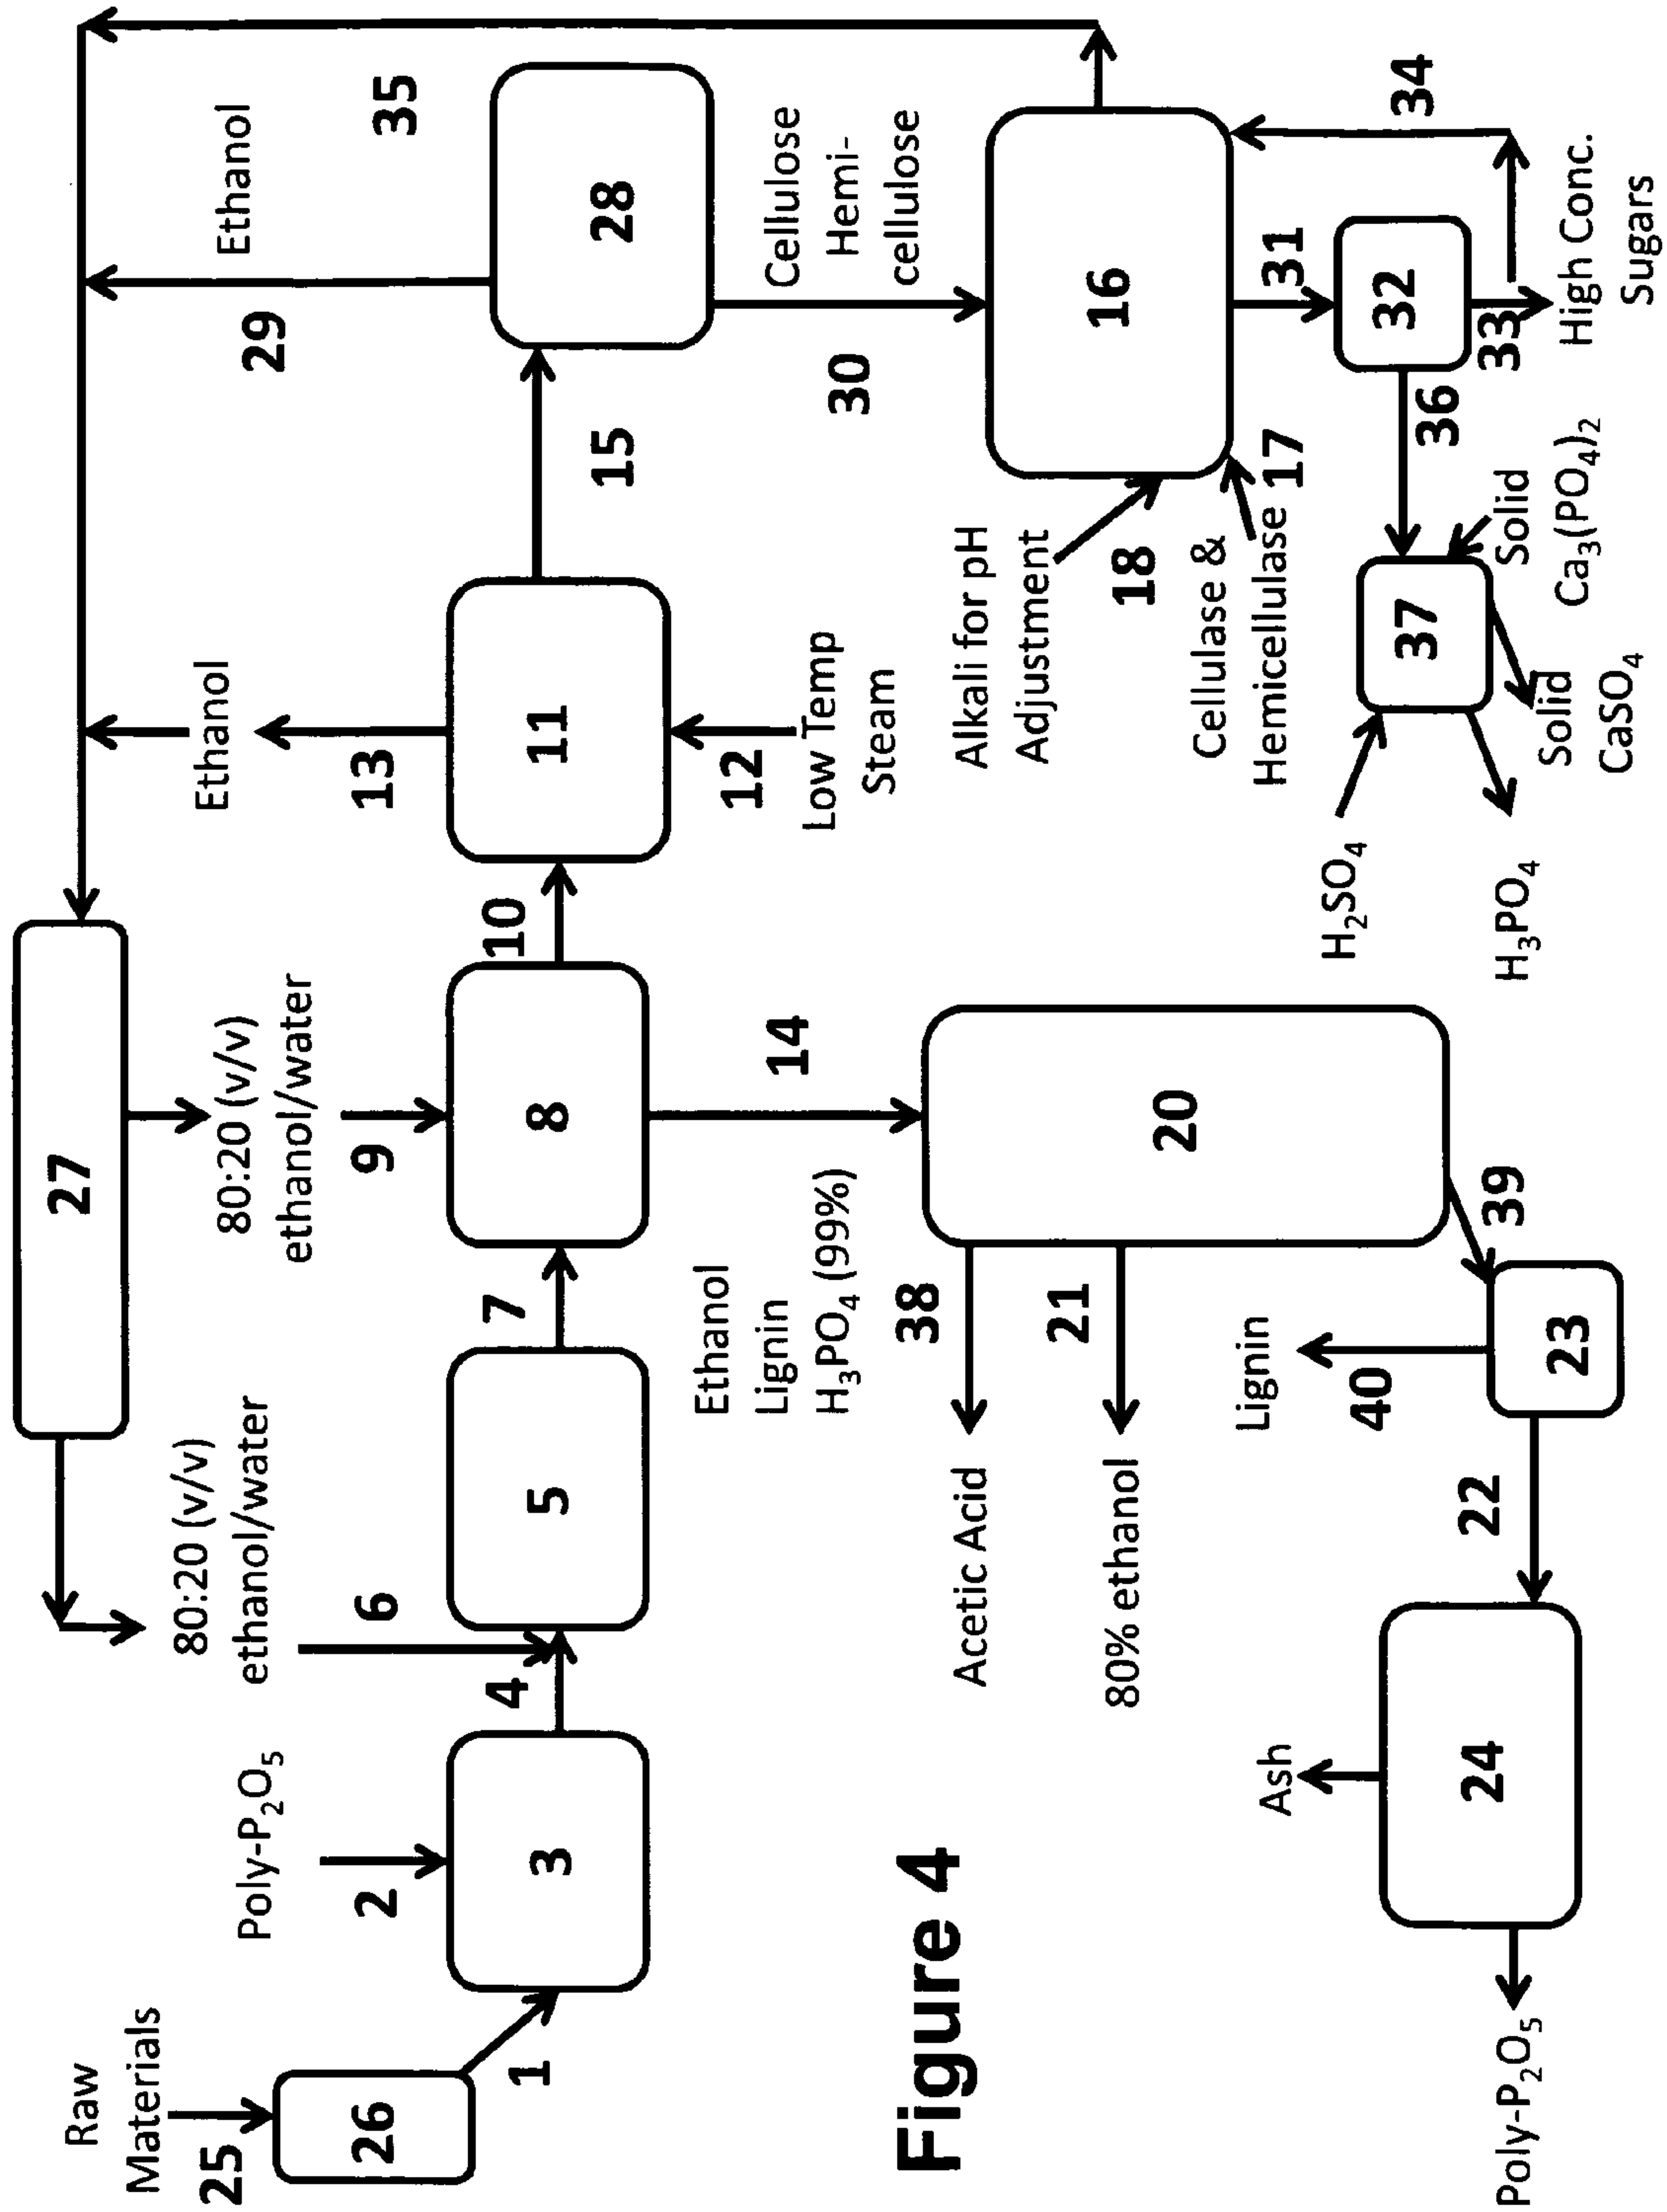 Raw
Materials
25
26
1
Poly-P₂O₅
2
3
4
80:20 (v/v)
ethanol/water
6
5
7
27
80:20 (v/v)
ethanol/water
9
8
10
Ethanol
13
11
12
Low Temp
Steam
15
Ethanol
29
35
28
30
Cellulose
Hemi-
cellulose
Ethanol
Lignin
H₃PO₄ (99%)
14
20
38
Acetic Acid
21
80% ethanol
39
23
40
Lignin
22
24
Ash
Poly-P₂O₅
Alkali for pH
Adjustment
18
Cellulase &
Hemicellulase
17
16
31
32
33
34
High Conc.
Sugars
36
37
H₂SO₄
H₃PO₄
Solid
CaSO₄
Solid
Ca₃(PO₄)₂
Figure 4